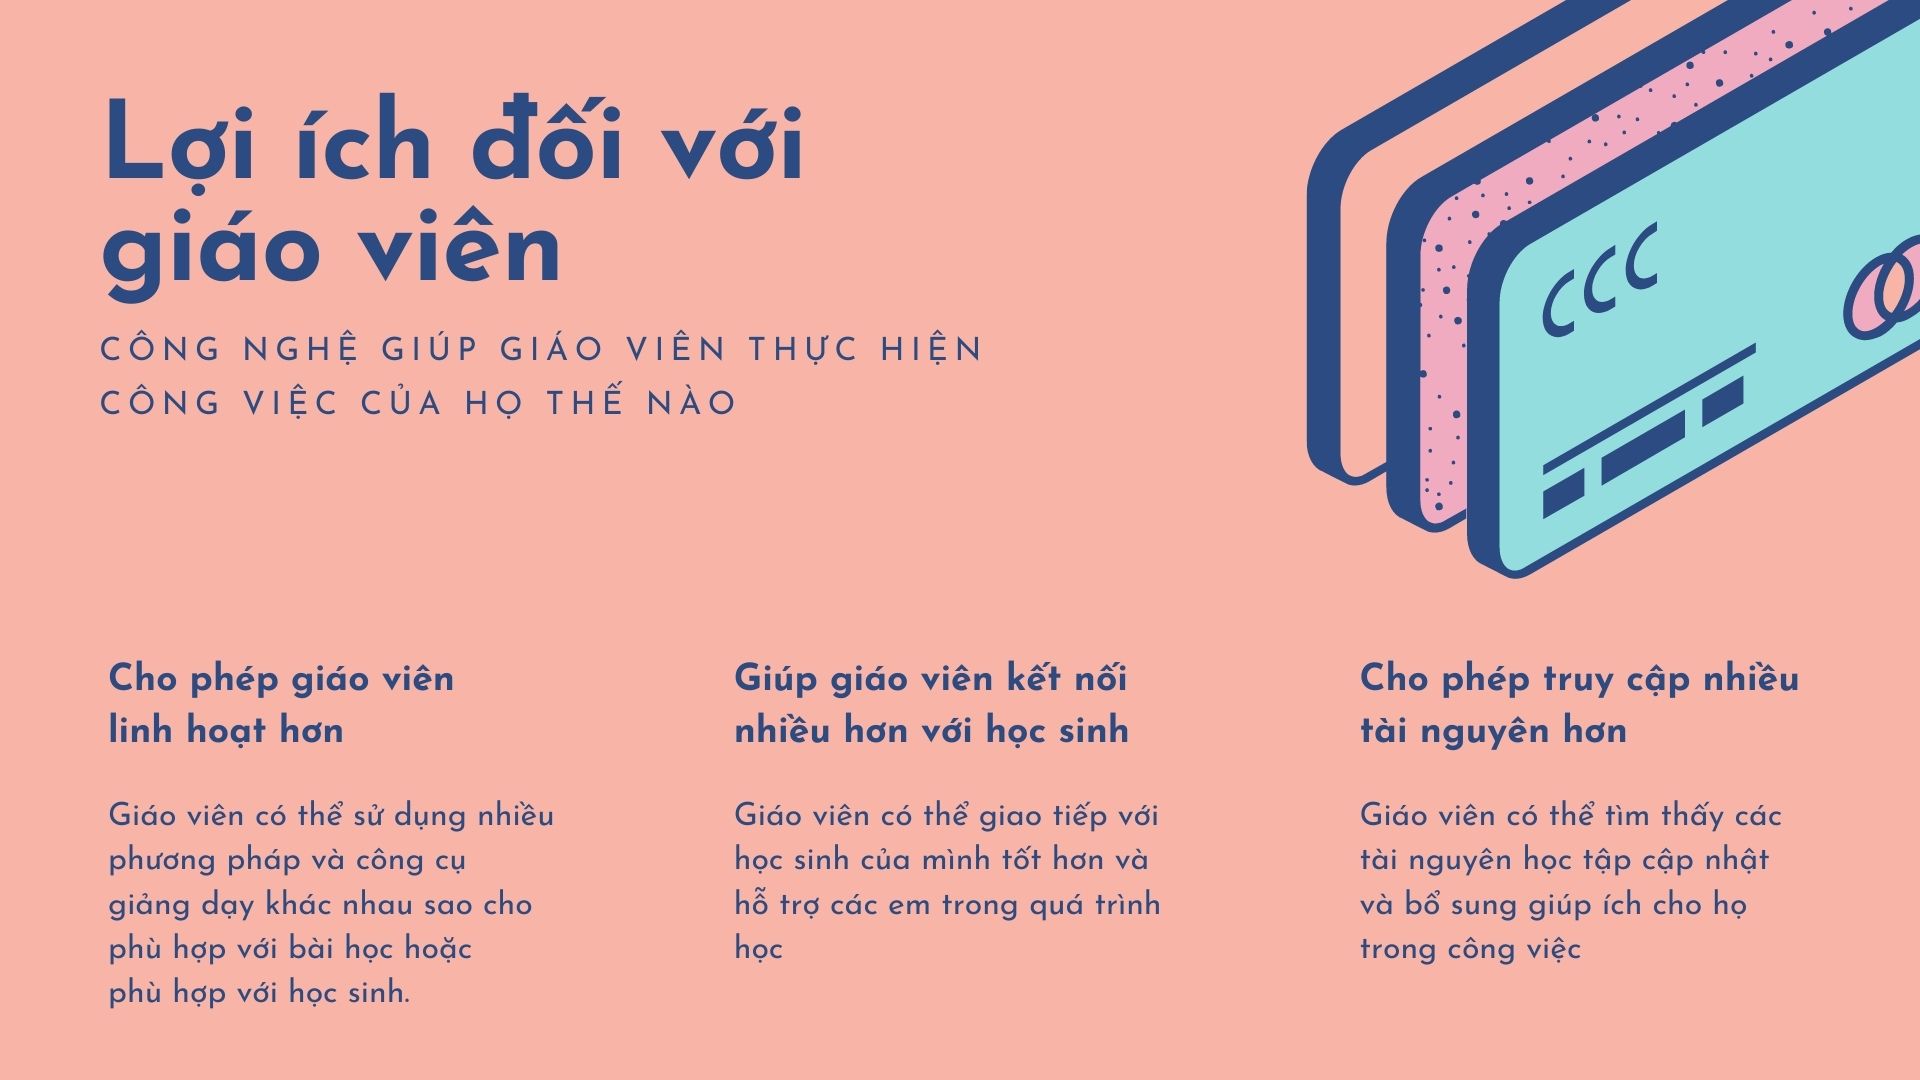 Lợi ích đối với
giáo viên
CÔNG NGHỆ GIÚP GIÁO VIÊN THỰC HIỆN
CÔNG VIỆC CỦA HỌ THẾ NÀO
CCC
Cho phép giáo viên
linh hoạt hơn
Giáo viên có thể sử dụng nhiều
phương pháp và công cụ
giảng dạy khác nhau sao cho
phù hợp với bài học hoặc
phù hợp với học sinh.
Giúp giáo viên kết nối
nhiều hơn với học sinh
Giáo viên có thể giao tiếp với
học sinh của mình tốt hơn và
hỗ trợ các em trong quá trình
học
Cho phép truy cập nhiều
tài nguyên hơn
Giáo viên có thể tìm thấy các
tài nguyên học tập cập nhật
và bổ sung giúp ích cho họ
trong công việc